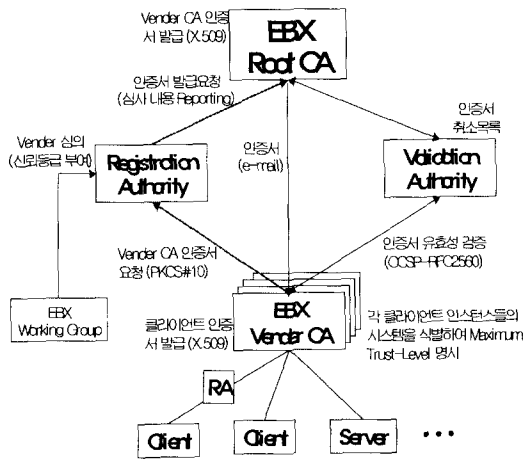 Vender CA 인증
서 발급 (X.509)
EBX
Root CA
인증서 발급요청
(심사 내용 Reporting)
인증서
취소목록
Vender 심의
(신뢰등급 부여)
인증서
(e-mail)
Registration
Authority
Validation
Authority
Vender CA 인증서
요청 (PKCS#10)
인증서 유효성 검증
(OCSP-RFC2560)
EBX
Working Group
클라이언트 인증
서 발급 (X.509)
EBX
Vender CA
각 클라이언트 인스턴스들의
시스템을 식별하여 Maximum
Trust-Level 명시
RA
Client
Client
Server
• • •